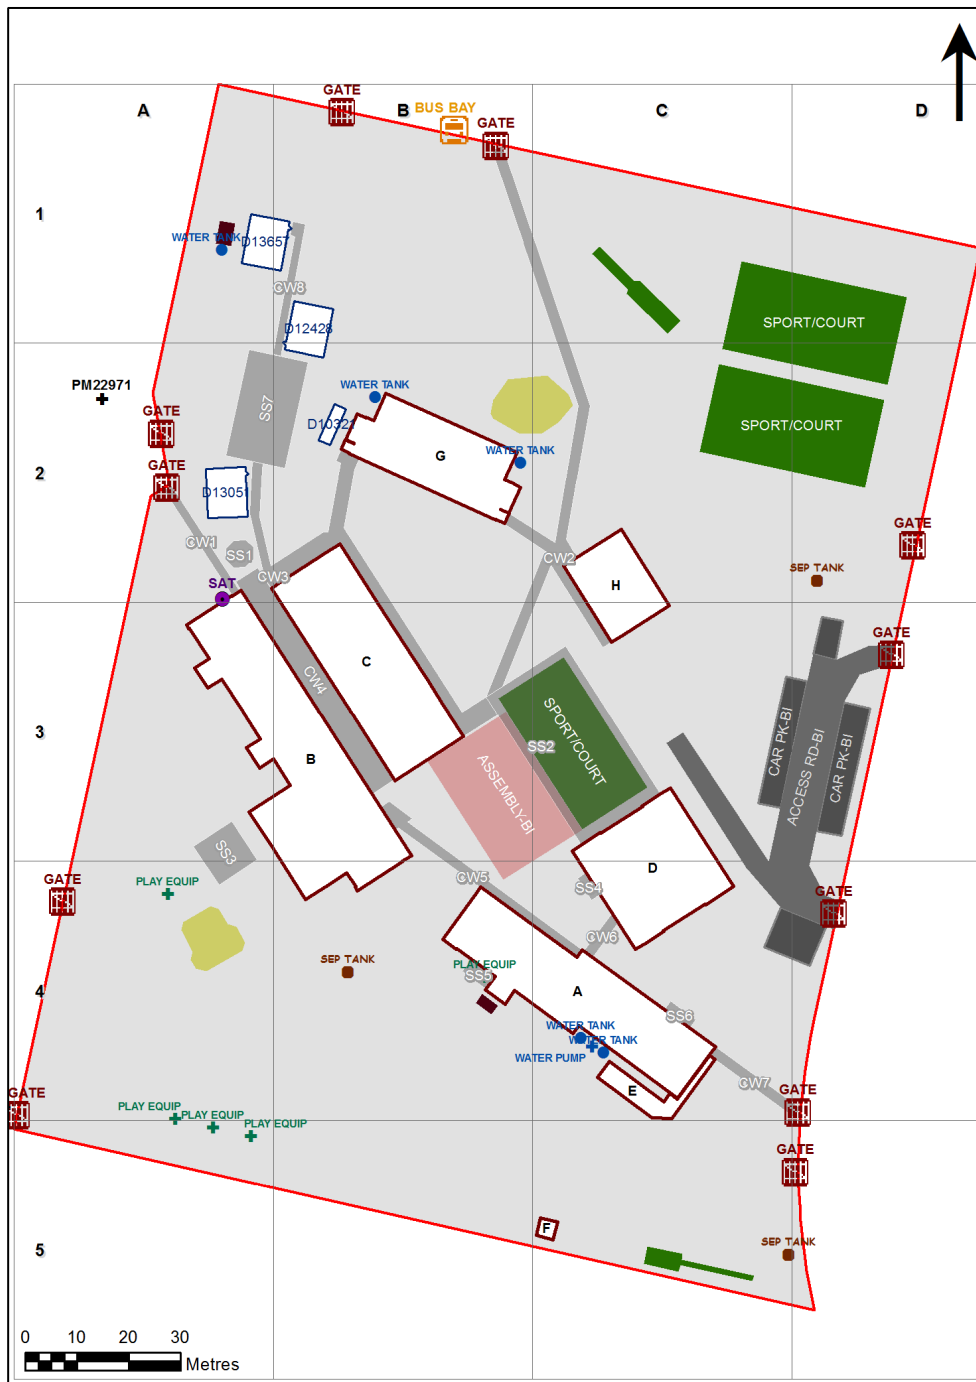 GATE
A
B
BUS BAY
GATE
C
D
1
WATER TANK
D13657
CW8
D12428
SPORT/COURT
PM22971
WATER TANK
SS7
D10321
GATE
SPORT/COURT
G
WATER TANK
2
GATE
D13051
CW1
SS1
CW3
CW2
GATE
SEP TANK
SAT
H
GATE
C
CW4
3
SPORT/COURT
SS2
ASSEMBLY-BI
CAR PK-BI
ACCESS RD-BI
CAR PK-BI
B
SS3
PLAY EQUIP
CW5
SS4
D
GATE
GATE
CW6
SEP TANK
PLAY EQUIP
SS5
4
A
SS6
WATER TANK
WATER TANK
WATER PUMP
E
CW7
GATE
PLAY EQUIP
PLAY EQUIP
PLAY EQUIP
GATE
GATE
F
SEP TANK
5
0 10 20 30
Metres